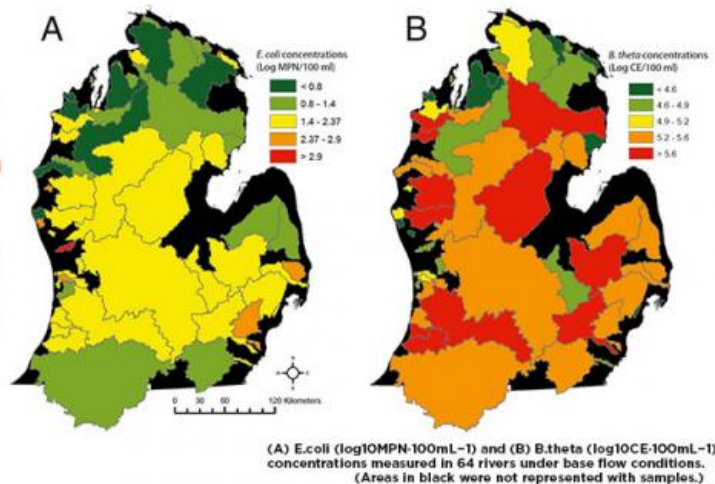 A
E. coli concentrations
(Log MPN/100 ml)
< 0.8
0.8 - 1.4
1.4 - 2.37
2.37 - 2.9
> 2.9
0 30 60 120 Kilometers
B
B. theta concentrations
(Log CE/100 ml)
< 4.6
4.6 - 4.9
4.9 - 5.2
5.2 - 5.6
> 5.6
(A) E.coli (log10MPN-100mL−1) and (B) B.theta (log10CE-100mL−1)
concentrations measured in 64 rivers under base flow conditions.
(Areas in black were not represented with samples.)